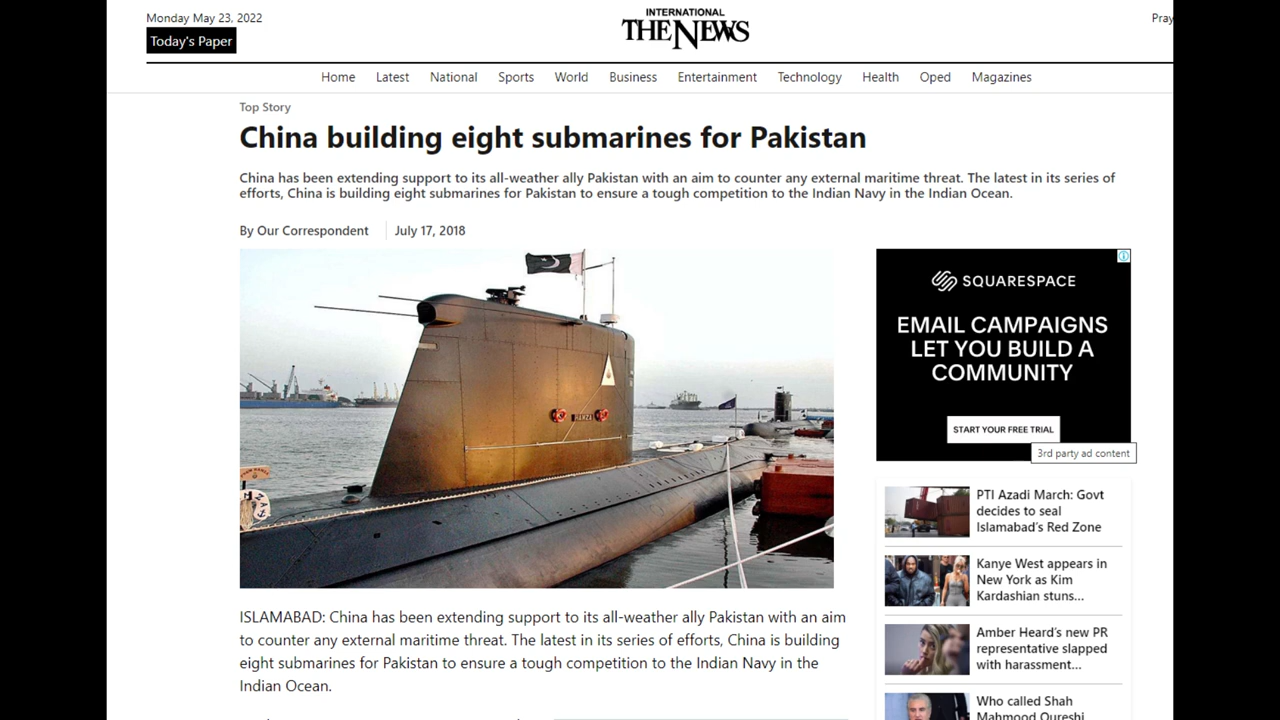 Monday May 23, 2022
Today's Paper
INTERNATIONAL
THE NEWS
Pray
Home Latest National Sports World Business Entertainment Technology Health Oped Magazines
Top Story
China building eight submarines for Pakistan
China has been extending support to its all-weather ally Pakistan with an aim to counter any external maritime threat. The latest in its series of
efforts, China is building eight submarines for Pakistan to ensure a tough competition to the Indian Navy in the Indian Ocean.
By Our Correspondent July 17, 2018
HAMZA
SQUARESPACE
EMAIL CAMPAIGNS
LET YOU BUILD A
COMMUNITY
START YOUR FREE TRIAL
3rd party ad content
PTI Azadi March: Govt
decides to seal
Islamabad's Red Zone
Kanye West appears in
New York as Kim
Kardashian stuns...
Amber Heard's new PR
representative slapped
with harassment...
Who called Shah
Mahmood Qureshi
ISLAMABAD: China has been extending support to its all-weather ally Pakistan with an aim
to counter any external maritime threat. The latest in its series of efforts, China is building
eight submarines for Pakistan to ensure a tough competition to the Indian Navy in the
Indian Ocean.